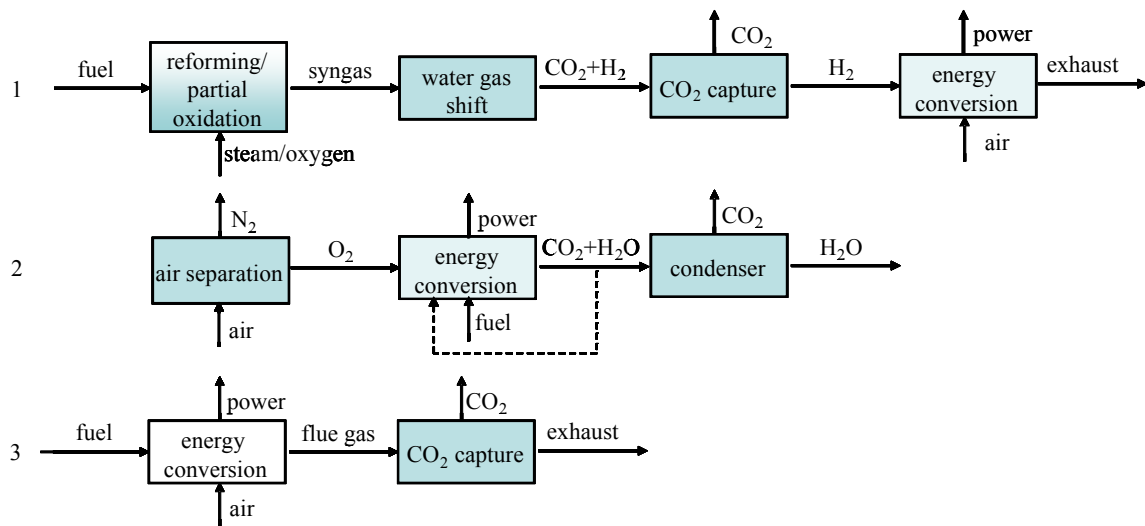 1
fuel
reforming/
partial
oxidation
steam/oxygen
syngas
water gas
shift
CO₂+H₂
CO₂
CO₂ capture
H₂
power
energy
conversion
air
exhaust
2
N₂
air separation
air
O₂
power
energy
conversion
fuel
CO₂+H₂O
CO₂
condenser
H₂O
3
fuel
power
energy
conversion
air
flue gas
CO₂
CO₂ capture
exhaust